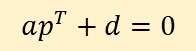 ap^T + d = 0